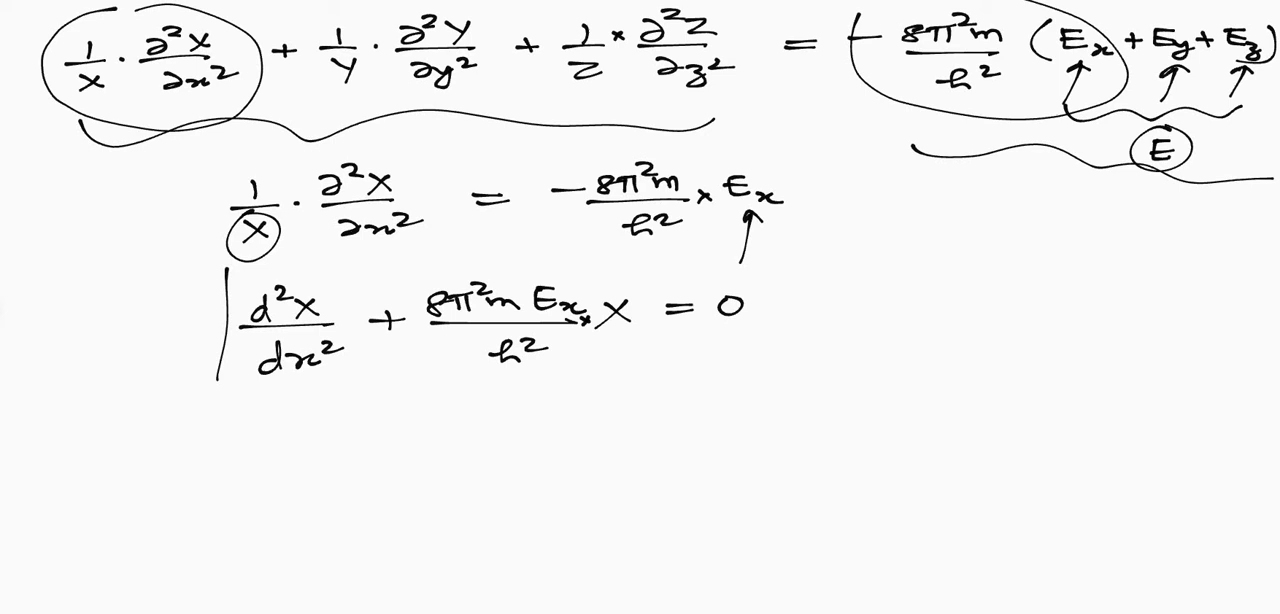 1/X · ∂²X/∂x² + 1/Y · ∂²Y/∂y² + 1/Z × ∂²Z/∂z² = - 8π²m/h² (Ex + Ey + Ez)
E
1/X · ∂²X/∂x² = - 8π²m/h² × Ex
d²X/dx² + 8π²m Ex/h² × X = 0